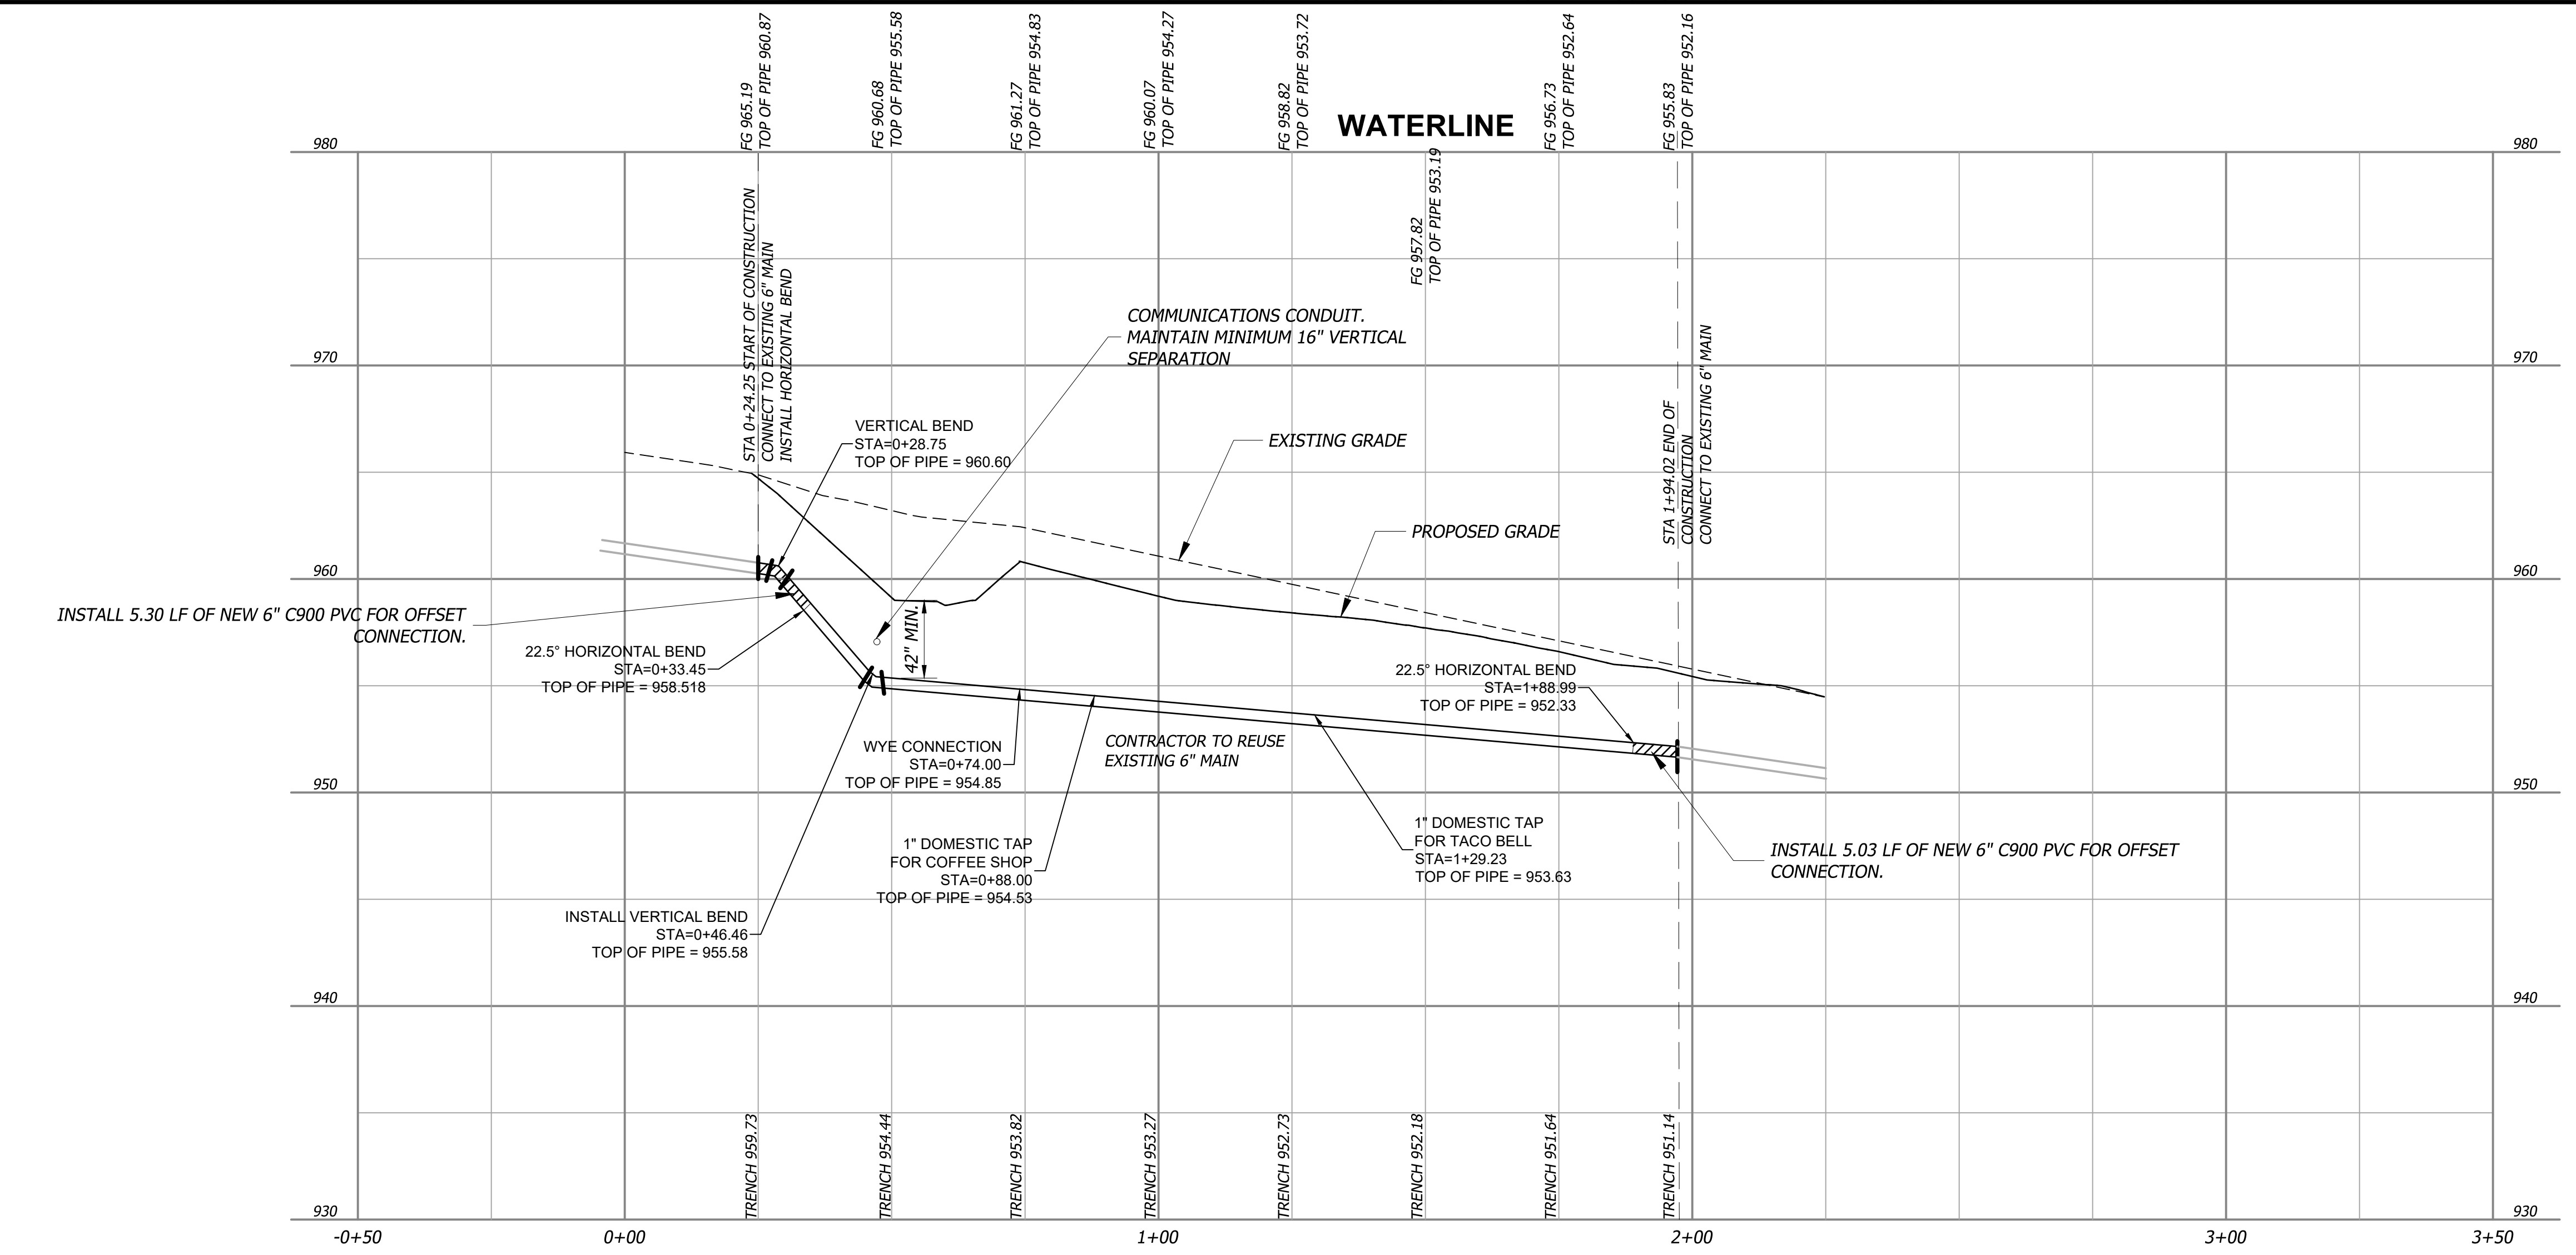 FG 965.19
TOP OF PIPE 960.87
FG 960.68
TOP OF PIPE 955.58
FG 961.27
TOP OF PIPE 954.83
FG 960.07
TOP OF PIPE 954.27
FG 958.82
TOP OF PIPE 953.72
FG 957.82
TOP OF PIPE 953.19
FG 956.73
TOP OF PIPE 952.64
FG 955.83
TOP OF PIPE 952.16
WATERLINE
980
980
970
970
960
960
950
950
940
940
930
930
STA 0+24.25 START OF CONSTRUCTION
CONNECT TO EXISTING 6" MAIN
INSTALL HORIZONTAL BEND
COMMUNICATIONS CONDUIT.
MAINTAIN MINIMUM 16" VERTICAL
SEPARATION
VERTICAL BEND
STA=0+28.75
TOP OF PIPE = 960.60
EXISTING GRADE
PROPOSED GRADE
STA 1+94.02 END OF
CONSTRUCTION
CONNECT TO EXISTING 6" MAIN
INSTALL 5.30 LF OF NEW 6" C900 PVC FOR OFFSET
CONNECTION.
42" MIN.
22.5° HORIZONTAL BEND
STA=0+33.45
TOP OF PIPE = 958.518
22.5° HORIZONTAL BEND
STA=1+88.99
TOP OF PIPE = 952.33
WYE CONNECTION
STA=0+74.00
TOP OF PIPE = 954.85
CONTRACTOR TO REUSE
EXISTING 6" MAIN
1" DOMESTIC TAP
FOR COFFEE SHOP
STA=0+88.00
TOP OF PIPE = 954.53
1" DOMESTIC TAP
FOR TACO BELL
STA=1+29.23
TOP OF PIPE = 953.63
INSTALL 5.03 LF OF NEW 6" C900 PVC FOR OFFSET
CONNECTION.
INSTALL VERTICAL BEND
STA=0+46.46
TOP OF PIPE = 955.58
TRENCH 959.73
TRENCH 954.44
TRENCH 953.82
TRENCH 953.27
TRENCH 952.73
TRENCH 952.18
TRENCH 951.64
TRENCH 951.14
-0+50
0+00
1+00
2+00
3+00
3+50